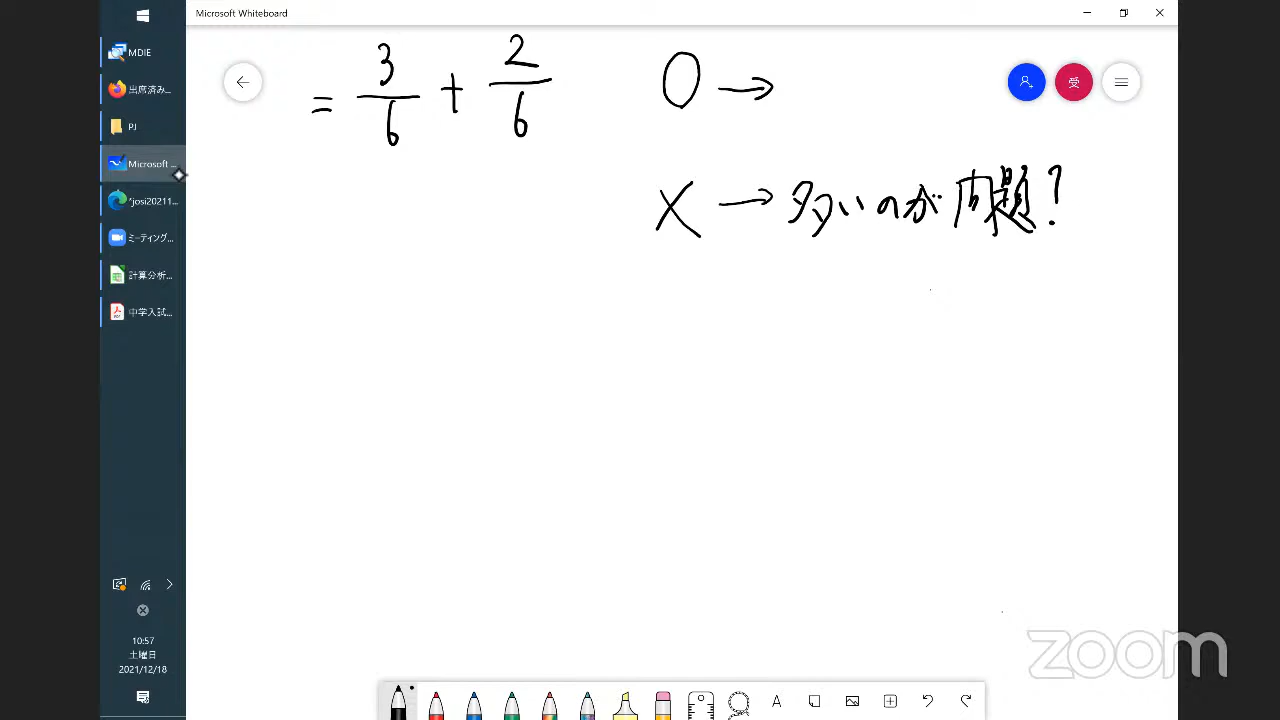 Microsoft Whiteboard
MDIE
出席済み...
PJ
Microsoft ...
*josi20211...
ミーティング...
計算分析...
中学入試...
= 3/6 + 2/6
○ →
× → 多いのが問題?
受
A
10:57
土曜日
2021/12/18
zoom